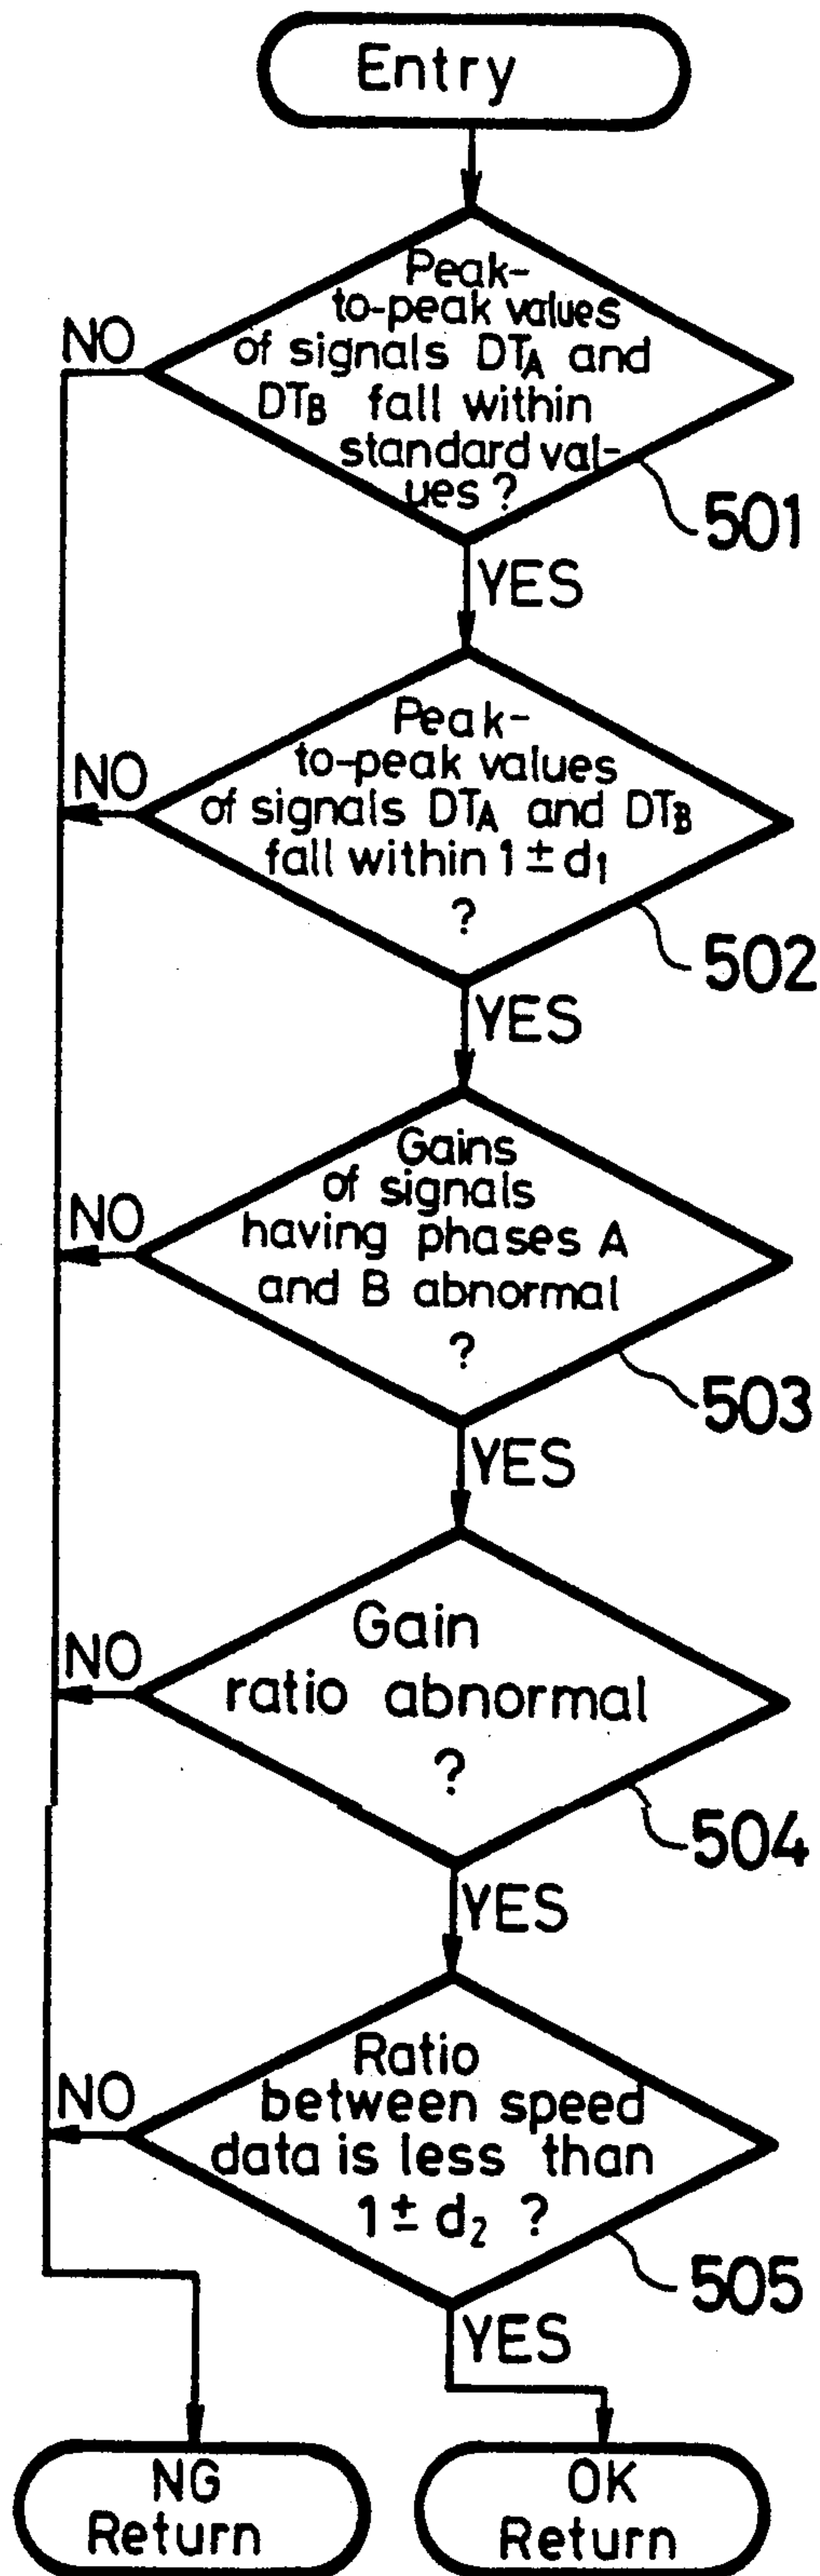 Entry
Peak-
to-peak values
of signals DTA and
DTB fall within
standard val-
ues ?
NO
501
YES
Peak-
to-peak values
of signals DTA and DTB
fall within 1 ± d1
?
NO
502
YES
Gains
of signals
having phases A
and B abnormal
?
NO
503
YES
Gain
ratio abnormal
?
NO
504
YES
Ratio
between speed
data is less than
1 ± d2 ?
NO
505
YES
NG
Return
OK
Return